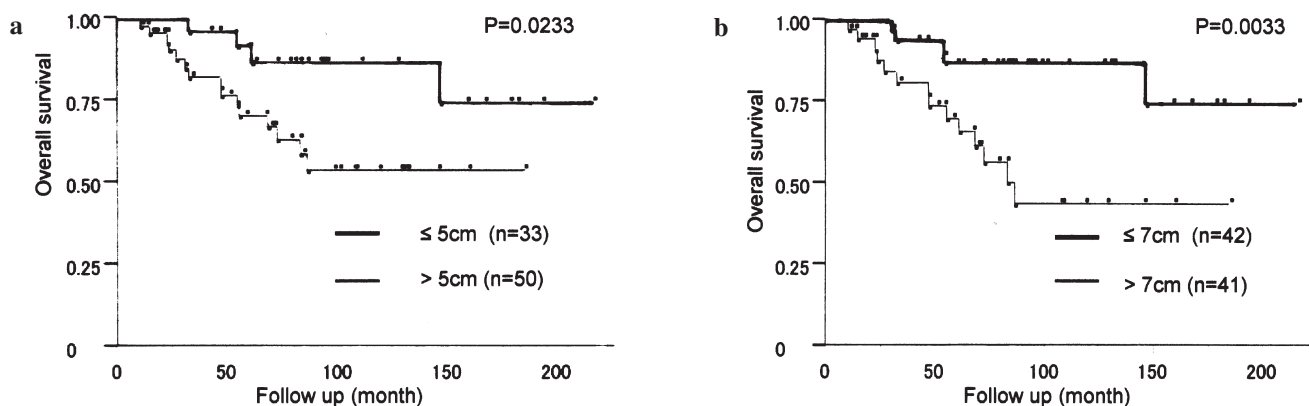 a
P=0.0233
1.00
0.75
0.50
0.25
0
Overall survival
≤ 5cm (n=33)
> 5cm (n=50)
0 50 100 150 200
Follow up (month)
b
P=0.0033
1.00
0.75
0.50
0.25
0
Overall survival
≤ 7cm (n=42)
> 7cm (n=41)
0 50 100 150 200
Follow up (month)